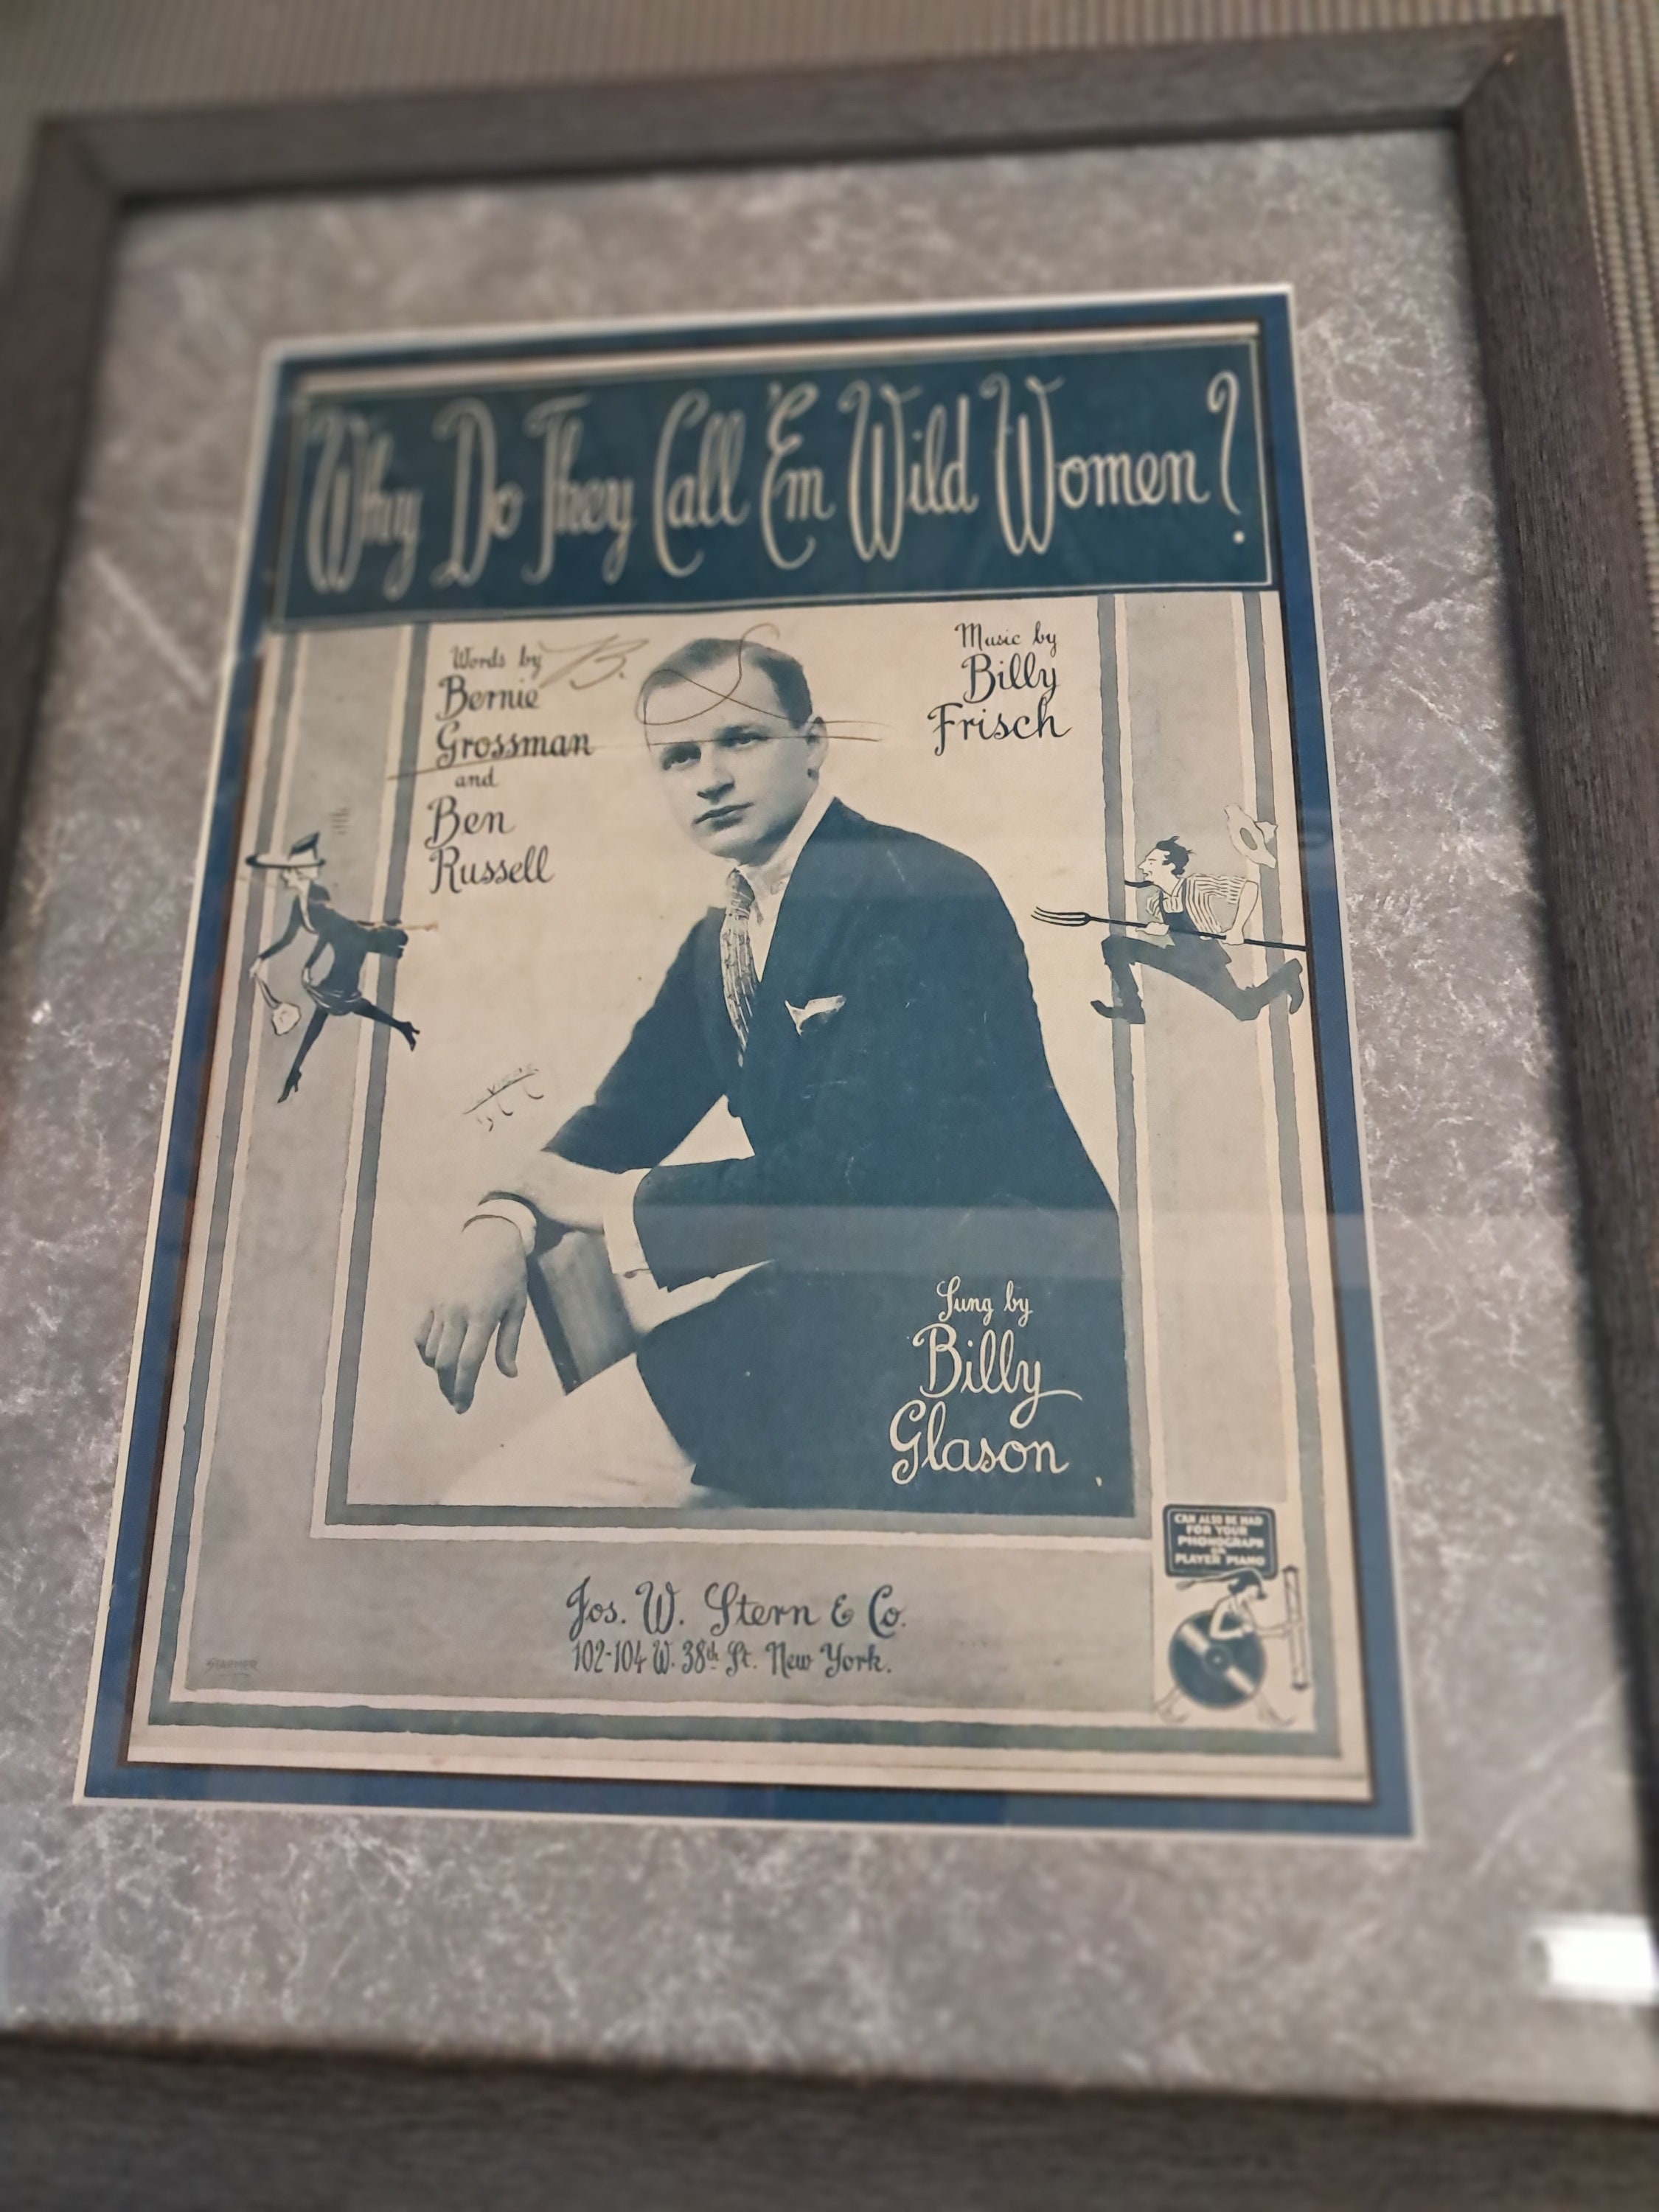 Why Do They Call 'Em Wild Women?
Words by
Bernie
Grossman
and
Ben
Russell
B.
Music by
Billy
Frisch
Sung by
Billy
Glason
CAN ALSO BE HAD
FOR YOUR
PHONOGRAPH
OR
PLAYER PIANO
Jos. W. Stern & Co.
102-104 W. 38th St. New York.
STARMER